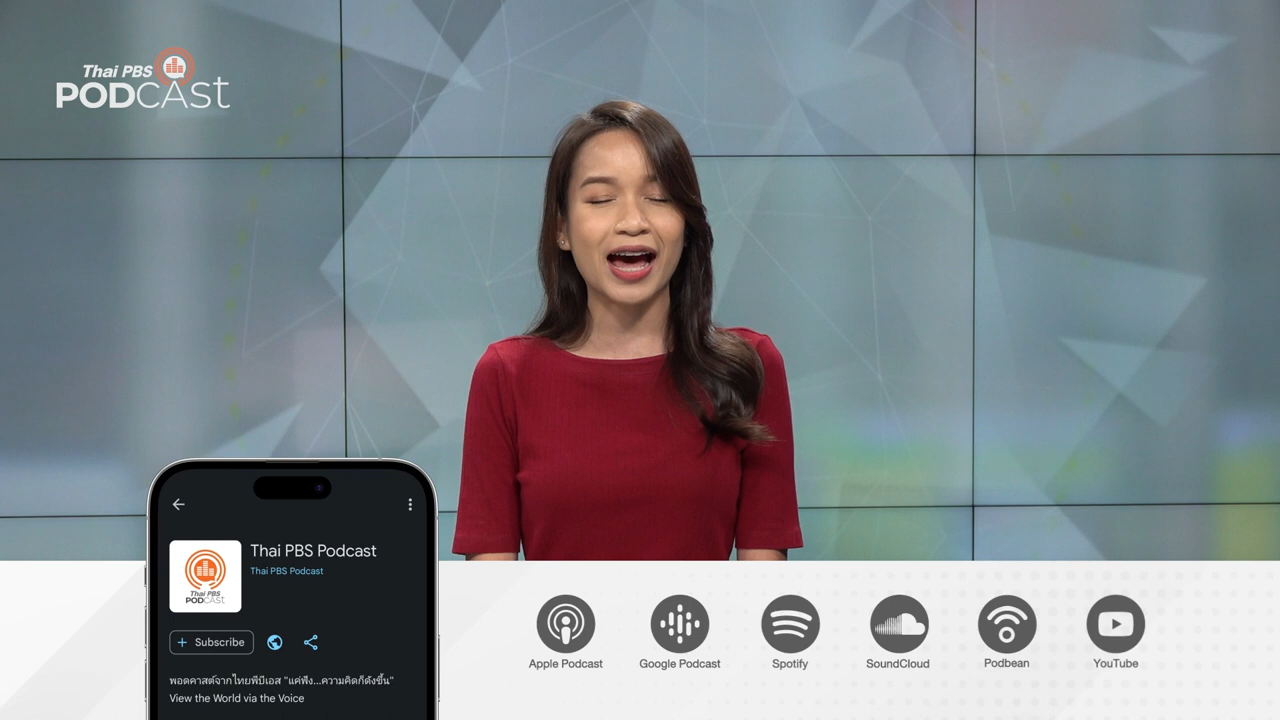 Thai PBS
PODCAST
Thai PBS Podcast
Thai PBS Podcast
Thai PBS
PODCAST
+ Subscribe
พอดคาสต์จากไทยพีบีเอส "แค่ฟัง...ความคิดก็ดังขึ้น"
View the World via the Voice
Apple Podcast
Google Podcast
Spotify
SoundCloud
Podbean
YouTube